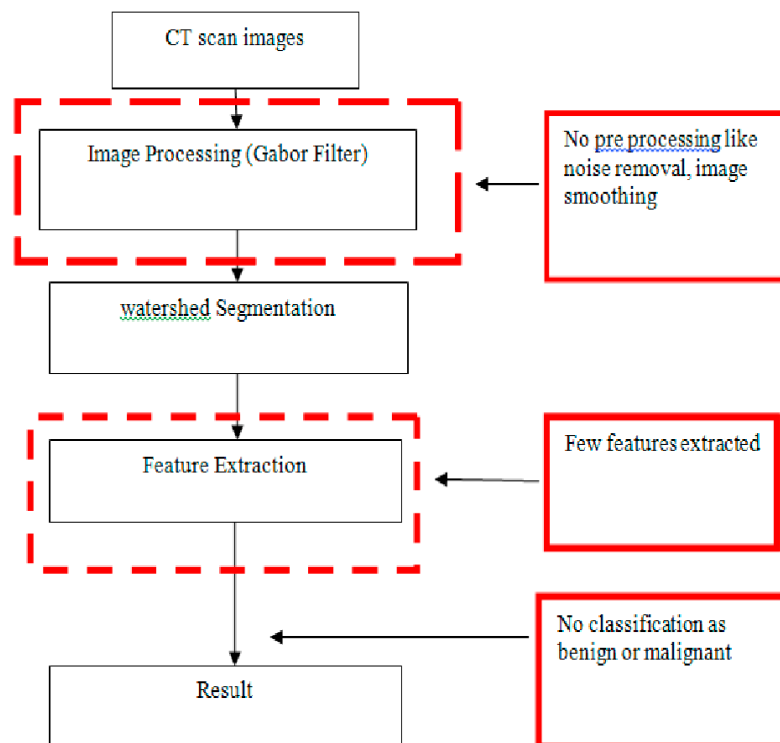 CT scan images
Image Processing (Gabor Filter)
No pre processing like
noise removal, image
smoothing
watershed Segmentation
Feature Extraction
Few features extracted
No classification as
benign or malignant
Result